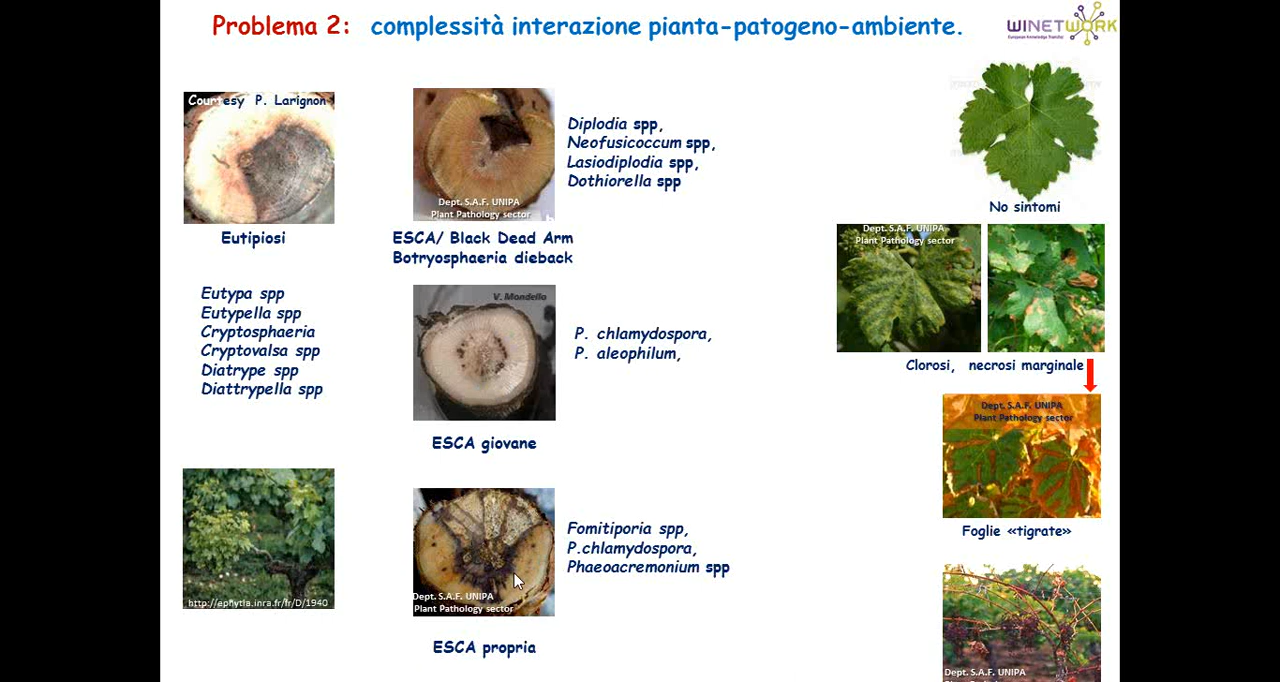 Problema 2: complessità interazione pianta-patogeno-ambiente.
WINETWORK
Courtesy P. Larignon
Eutipiosi
Eutypa spp
Eutypella spp
Cryptosphaeria
Cryptovalsa spp
Diatrype spp
Diattrypella spp
http://ephytia.inra.fr/fr/D/1940
Dept. S.A.F. UNIPA
Plant Pathology sector
ESCA/ Black Dead Arm
Botryosphaeria dieback
Diplodia spp,
Neofusicoccum spp,
Lasiodiplodia spp,
Dothiorella spp
V. Mondello
ESCA giovane
P. chlamydospora,
P. aleophilum,
Dept. S.A.F. UNIPA
Plant Pathology sector
ESCA propria
Fomitiporia spp,
P.chlamydospora,
Phaeoacremonium spp
No sintomi
Dept. S.A.F. UNIPA
Plant Pathology sector
Clorosi, necrosi marginale
Dept. S.A.F. UNIPA
Plant Pathology sector
Foglie «tigrate»
Dept. S.A.F. UNIPA